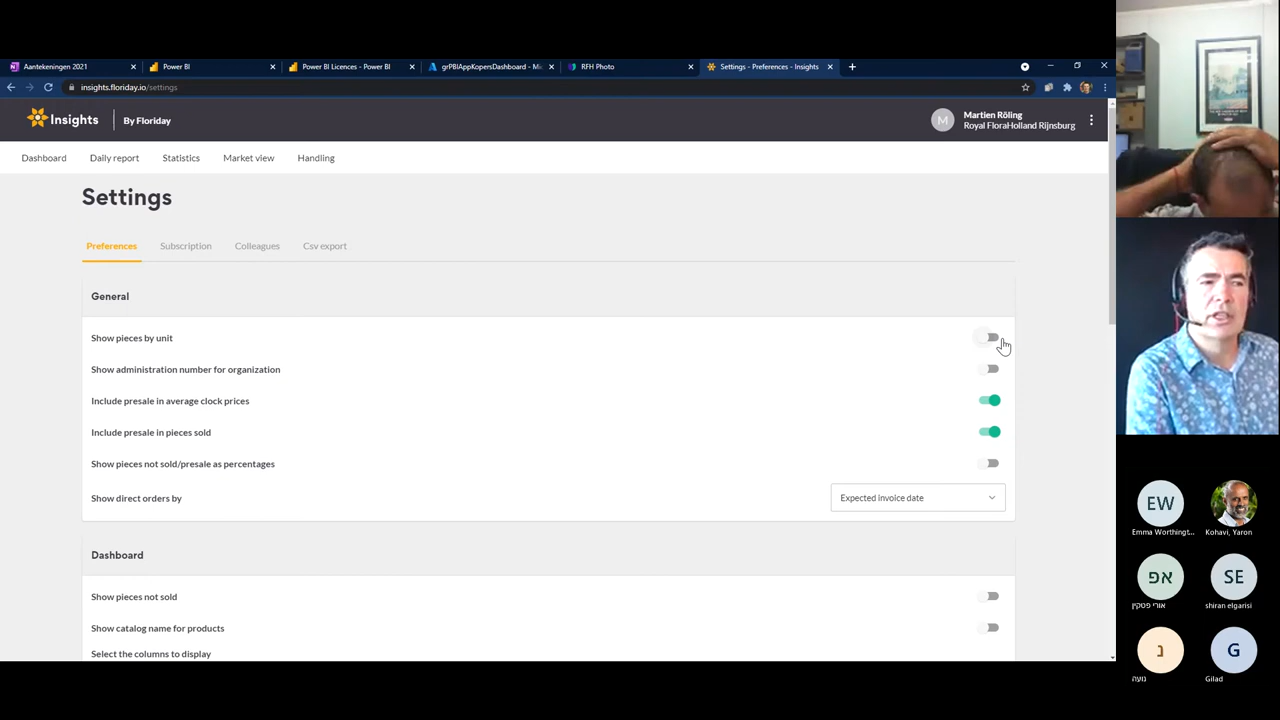 Aantekeningen 2021
Power BI
Power BI Licences - Power BI
grPBIAppKopersDashboard - Mi
RFH Photo
Settings - Preferences - Insights
insights.floriday.io/settings
Insights
By Floriday
M
Martien Röling
Royal FloraHolland Rijnsburg
Dashboard
Daily report
Statistics
Market view
Handling
Settings
Preferences
Subscription
Colleagues
Csv export
General
Show pieces by unit
Show administration number for organization
Include presale in average clock prices
Include presale in pieces sold
Show pieces not sold/presale as percentages
Show direct orders by
Expected invoice date
Dashboard
Show pieces not sold
Show catalog name for products
Select the columns to display
EW
Emma Worthingt...
Kohavi, Yaron
אפ
אורי פטקין
SE
shiran elgarisi
נ
נועה
G
Gilad